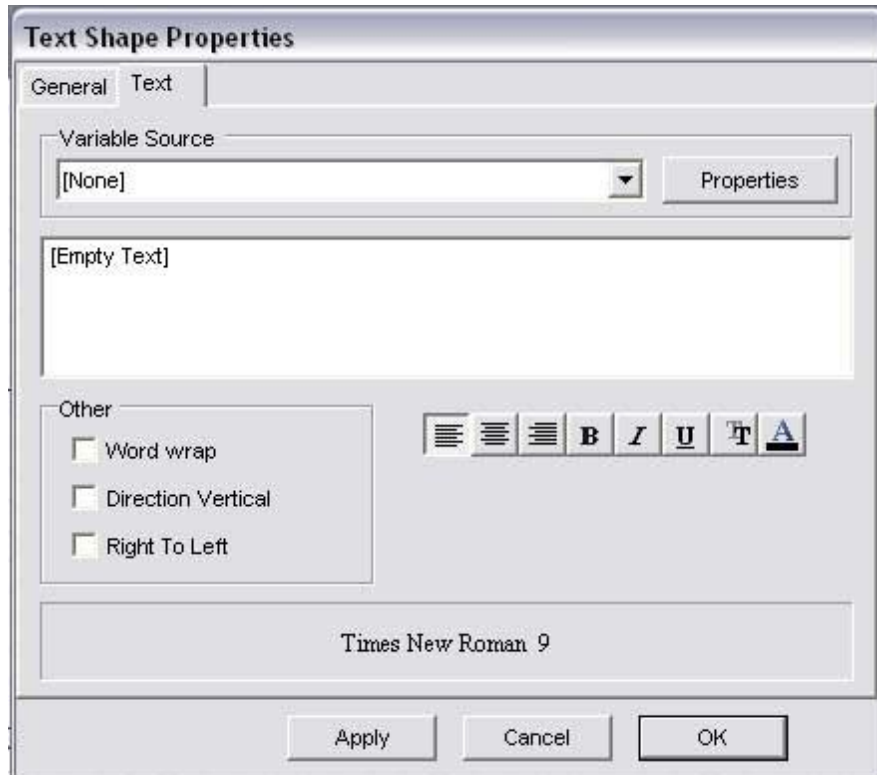 Text Shape Properties
General Text
Variable Source
[None]
Properties
[Empty Text]
Other
Word wrap
Direction Vertical
Right To Left
B I U T A
Times New Roman 9
Apply Cancel OK